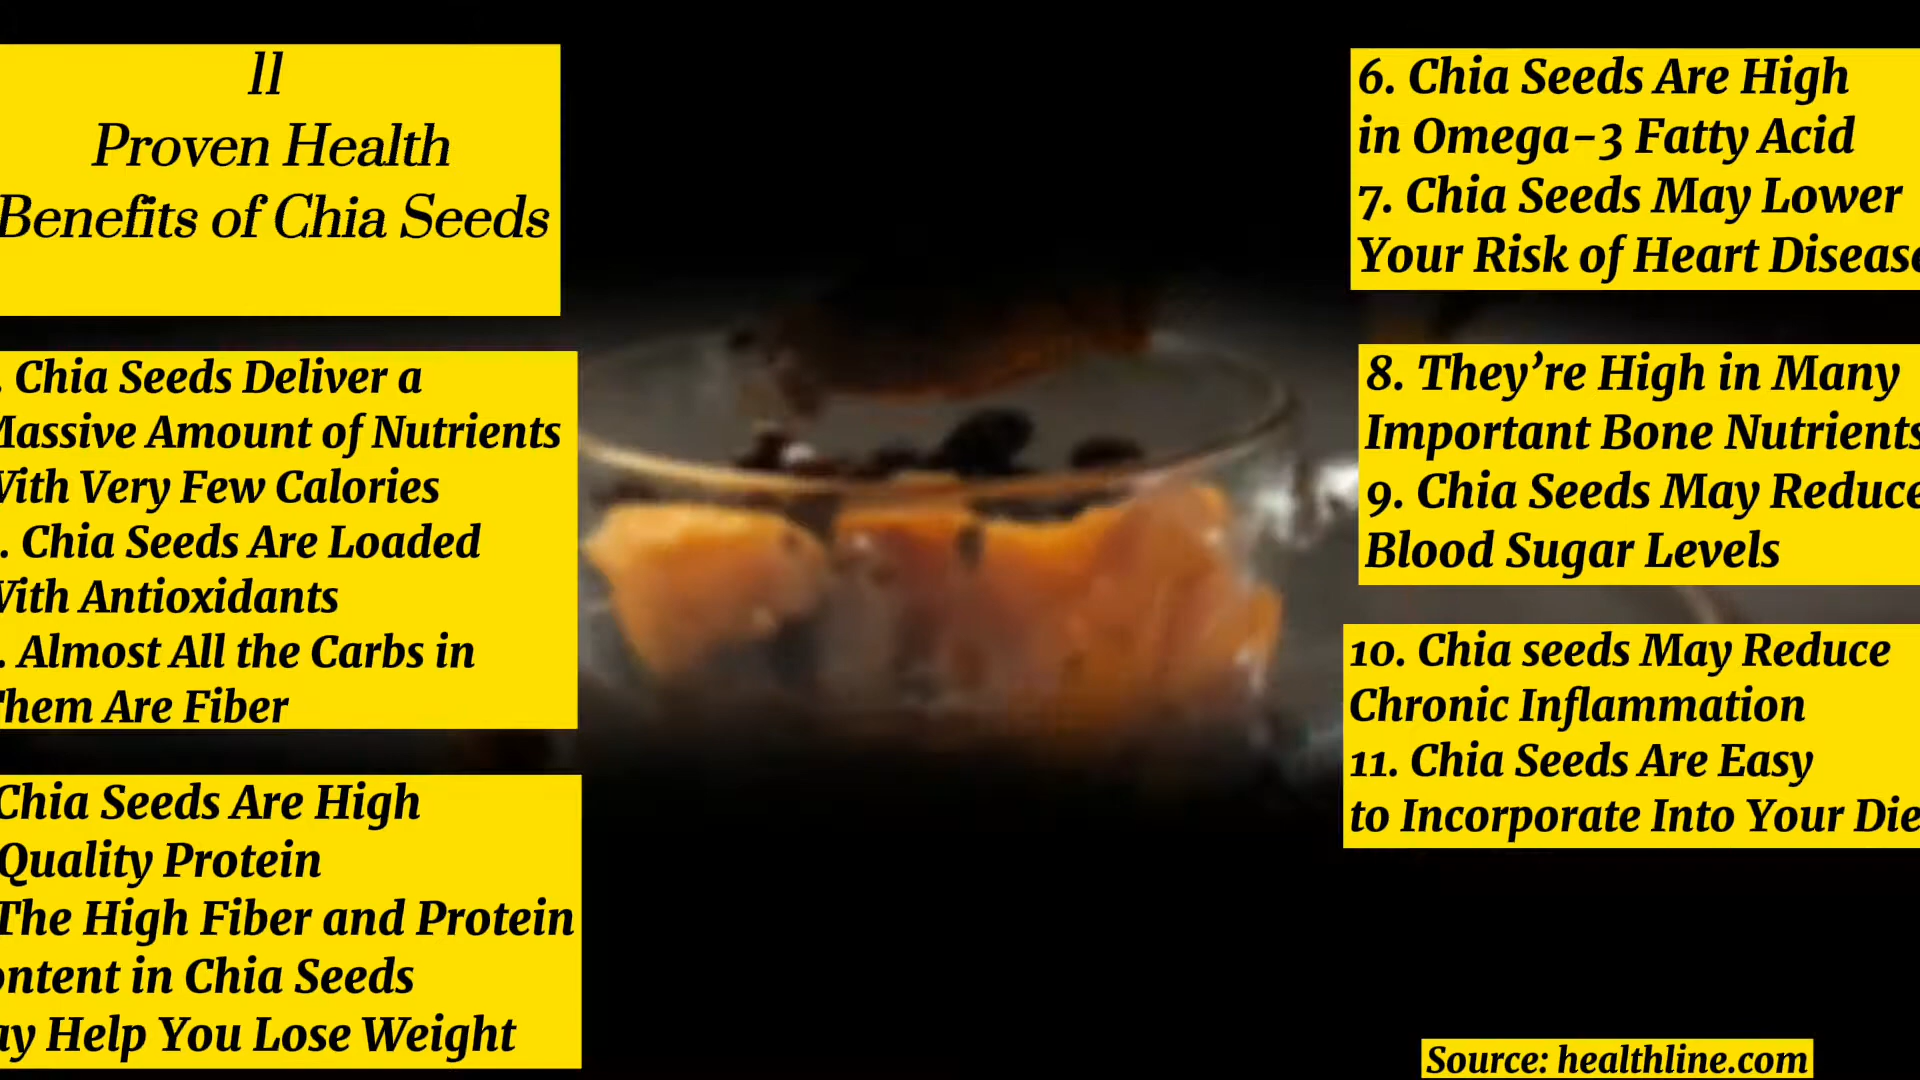 11
Proven Health
Benefits of Chia Seeds
. Chia Seeds Deliver a
Massive Amount of Nutrients
With Very Few Calories
. Chia Seeds Are Loaded
With Antioxidants
. Almost All the Carbs in
Them Are Fiber
Chia Seeds Are High
Quality Protein
The High Fiber and Protein
ontent in Chia Seeds
ay Help You Lose Weight
6. Chia Seeds Are High
in Omega-3 Fatty Acid
7. Chia Seeds May Lower
Your Risk of Heart Disease
8. They’re High in Many
Important Bone Nutrients
9. Chia Seeds May Reduce
Blood Sugar Levels
10. Chia seeds May Reduce
Chronic Inflammation
11. Chia Seeds Are Easy
to Incorporate Into Your Die
Source: healthline.com